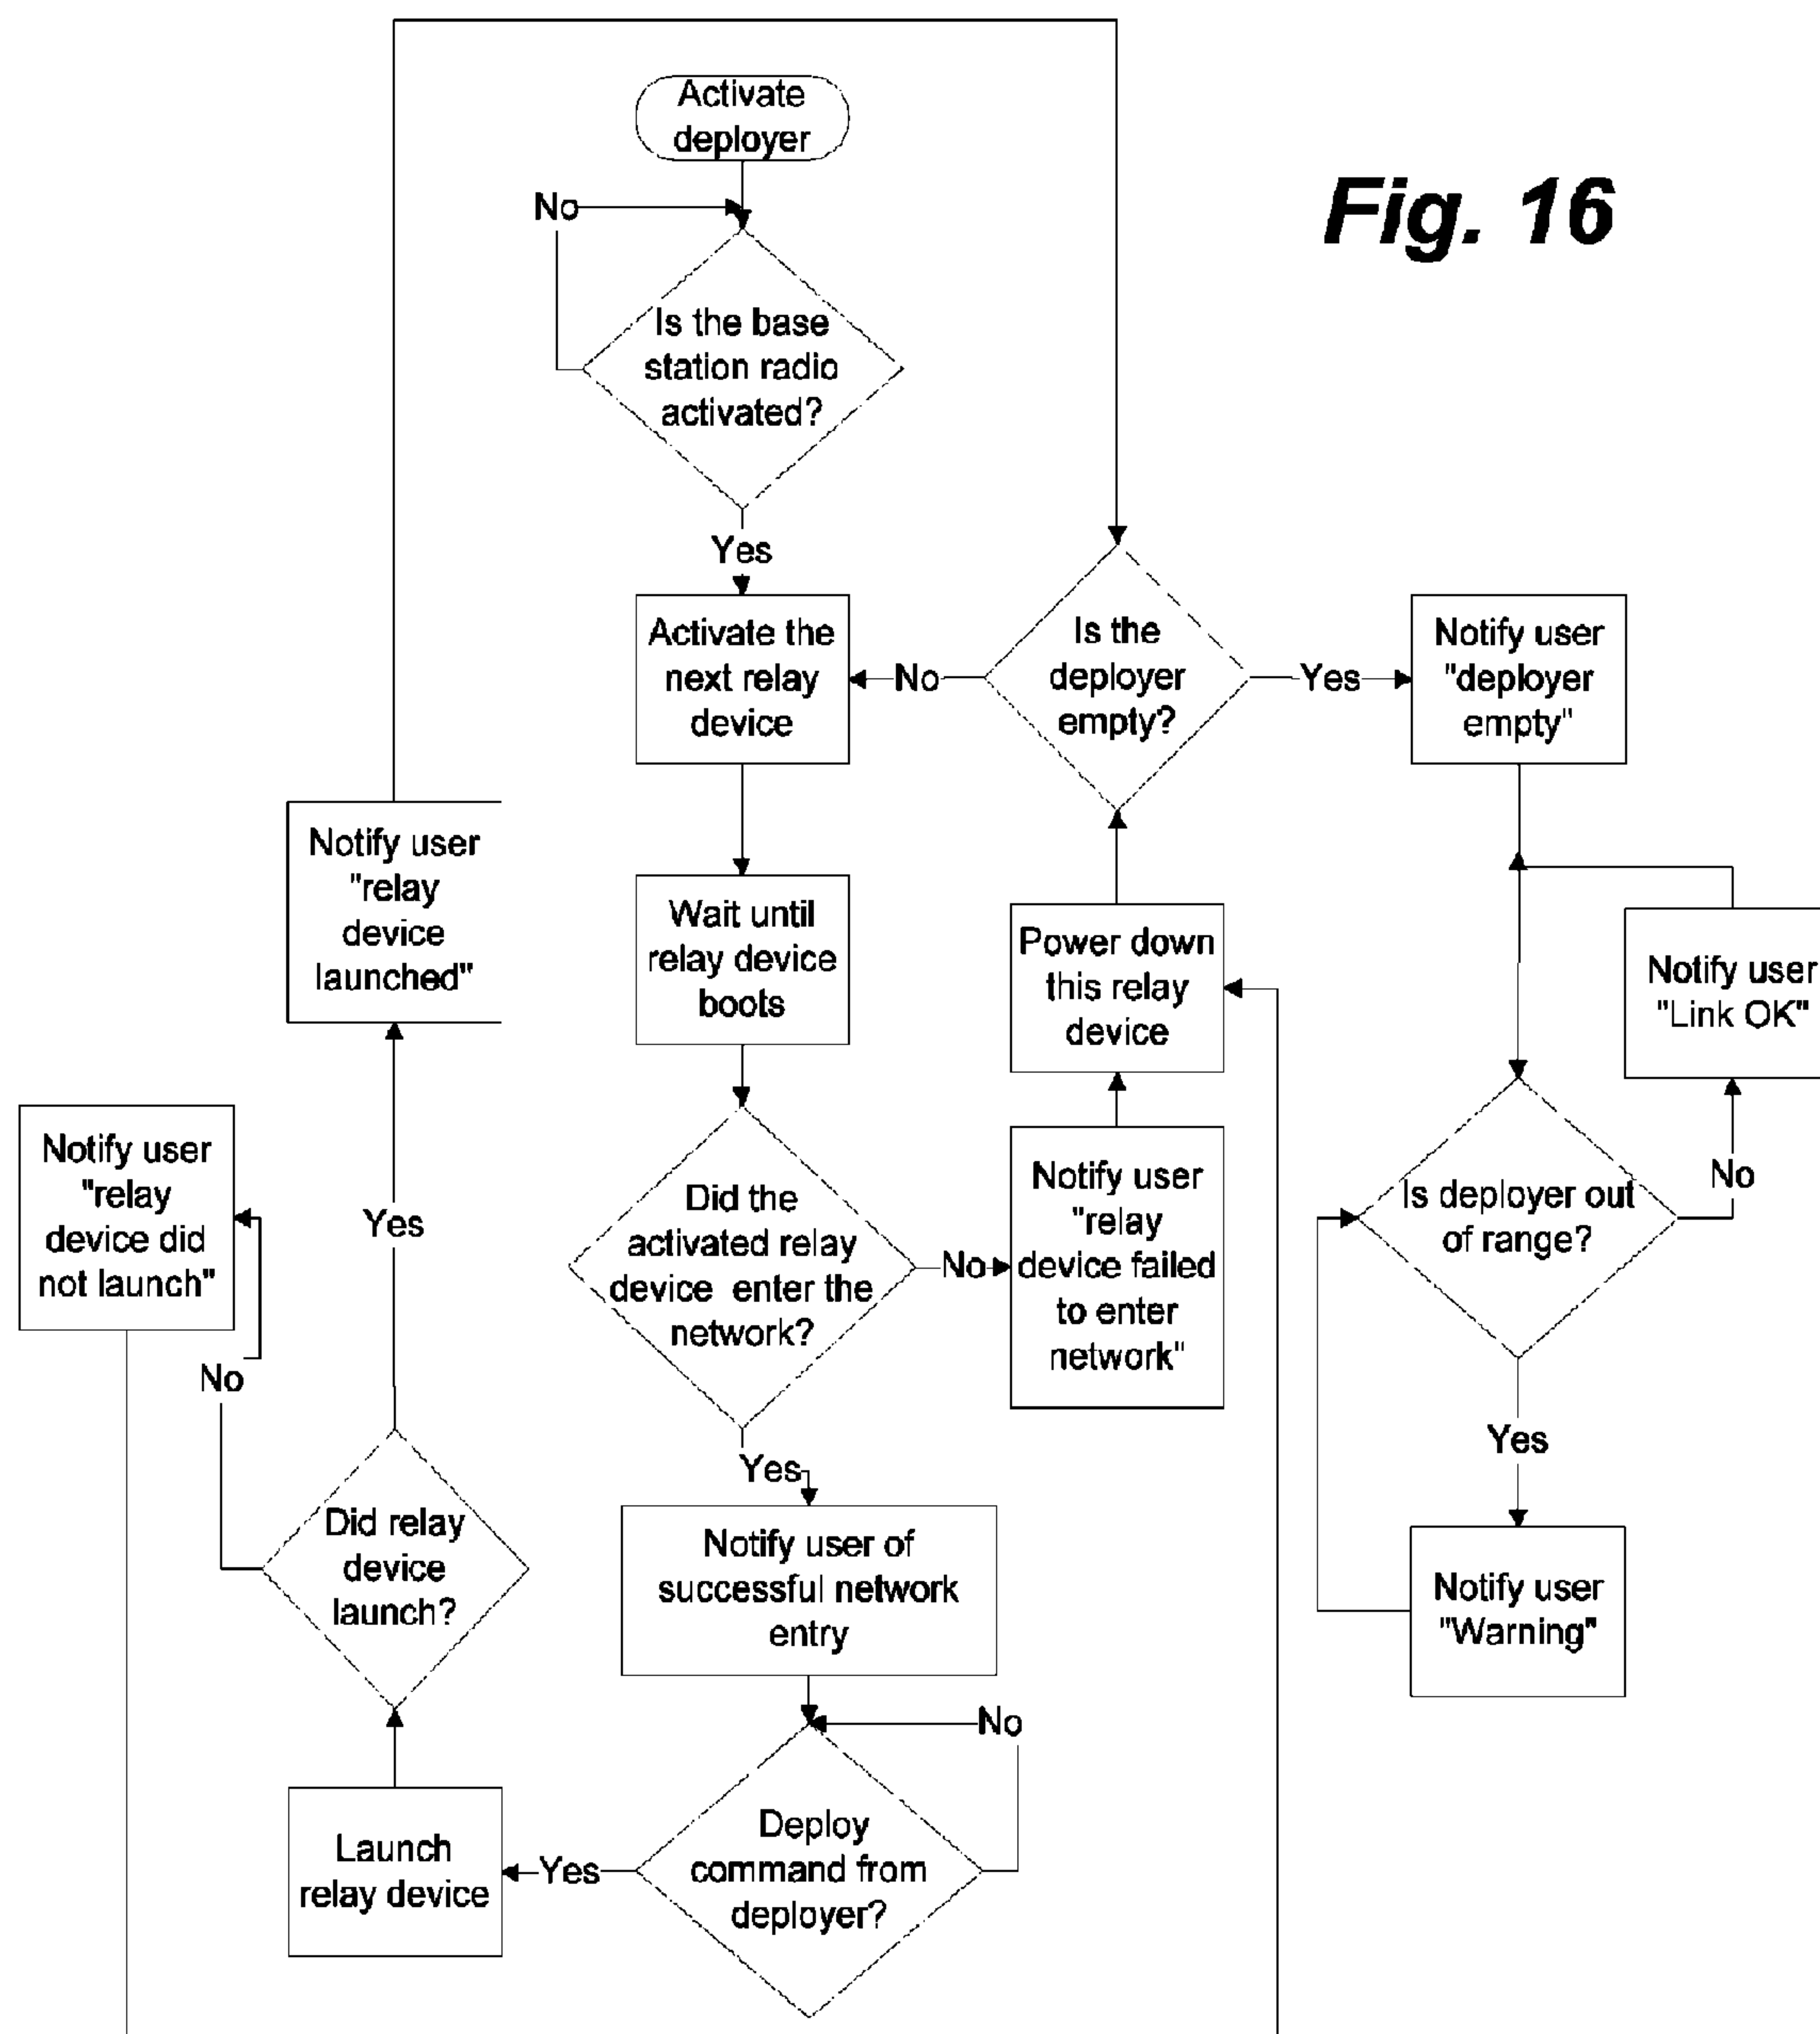 Fig. 16
Activate
deployer
No
Is the base
station radio
activated?
Yes
Activate the
next relay
device
No
Is the
deployer
empty?
Yes
Notify user
"deployer
empty"
Notify user
"relay
device
launched"
Wait until
relay device
boots
Power down
this relay
device
Notify user
"Link OK"
Notify user
"relay
device did
not launch"
Yes
Did the
activated relay
device enter the
network?
No
Notify user
"relay
device failed
to enter
network"
Is deployer out
of range?
No
No
Yes
Yes
Did relay
device
launch?
Notify user of
successful network
entry
Notify user
"Warning"
No
Launch
relay device
Yes
Deploy
command from
deployer?